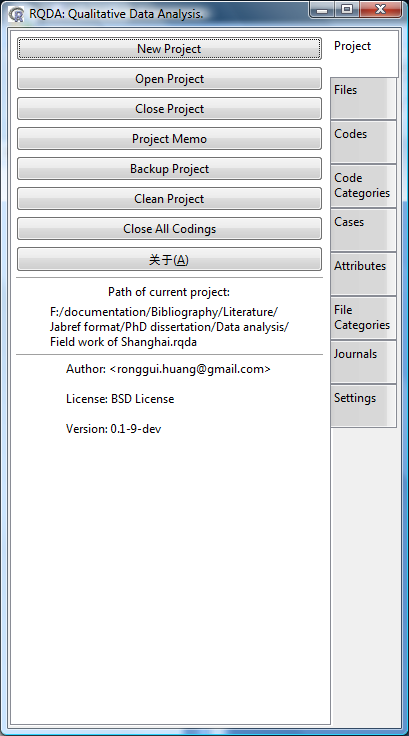 RQDA: Qualitative Data Analysis.
New Project
Open Project
Close Project
Project Memo
Backup Project
Clean Project
Close All Codings
关于(A)
Path of current project:
F:/documentation/Bibliography/Literature/
Jabref format/PhD dissertation/Data analysis/
Field work of Shanghai.rqda
Author: <ronggui.huang@gmail.com>
License: BSD License
Version: 0.1-9-dev
Project
Files
Codes
Code
Categories
Cases
Attributes
File
Categories
Journals
Settings